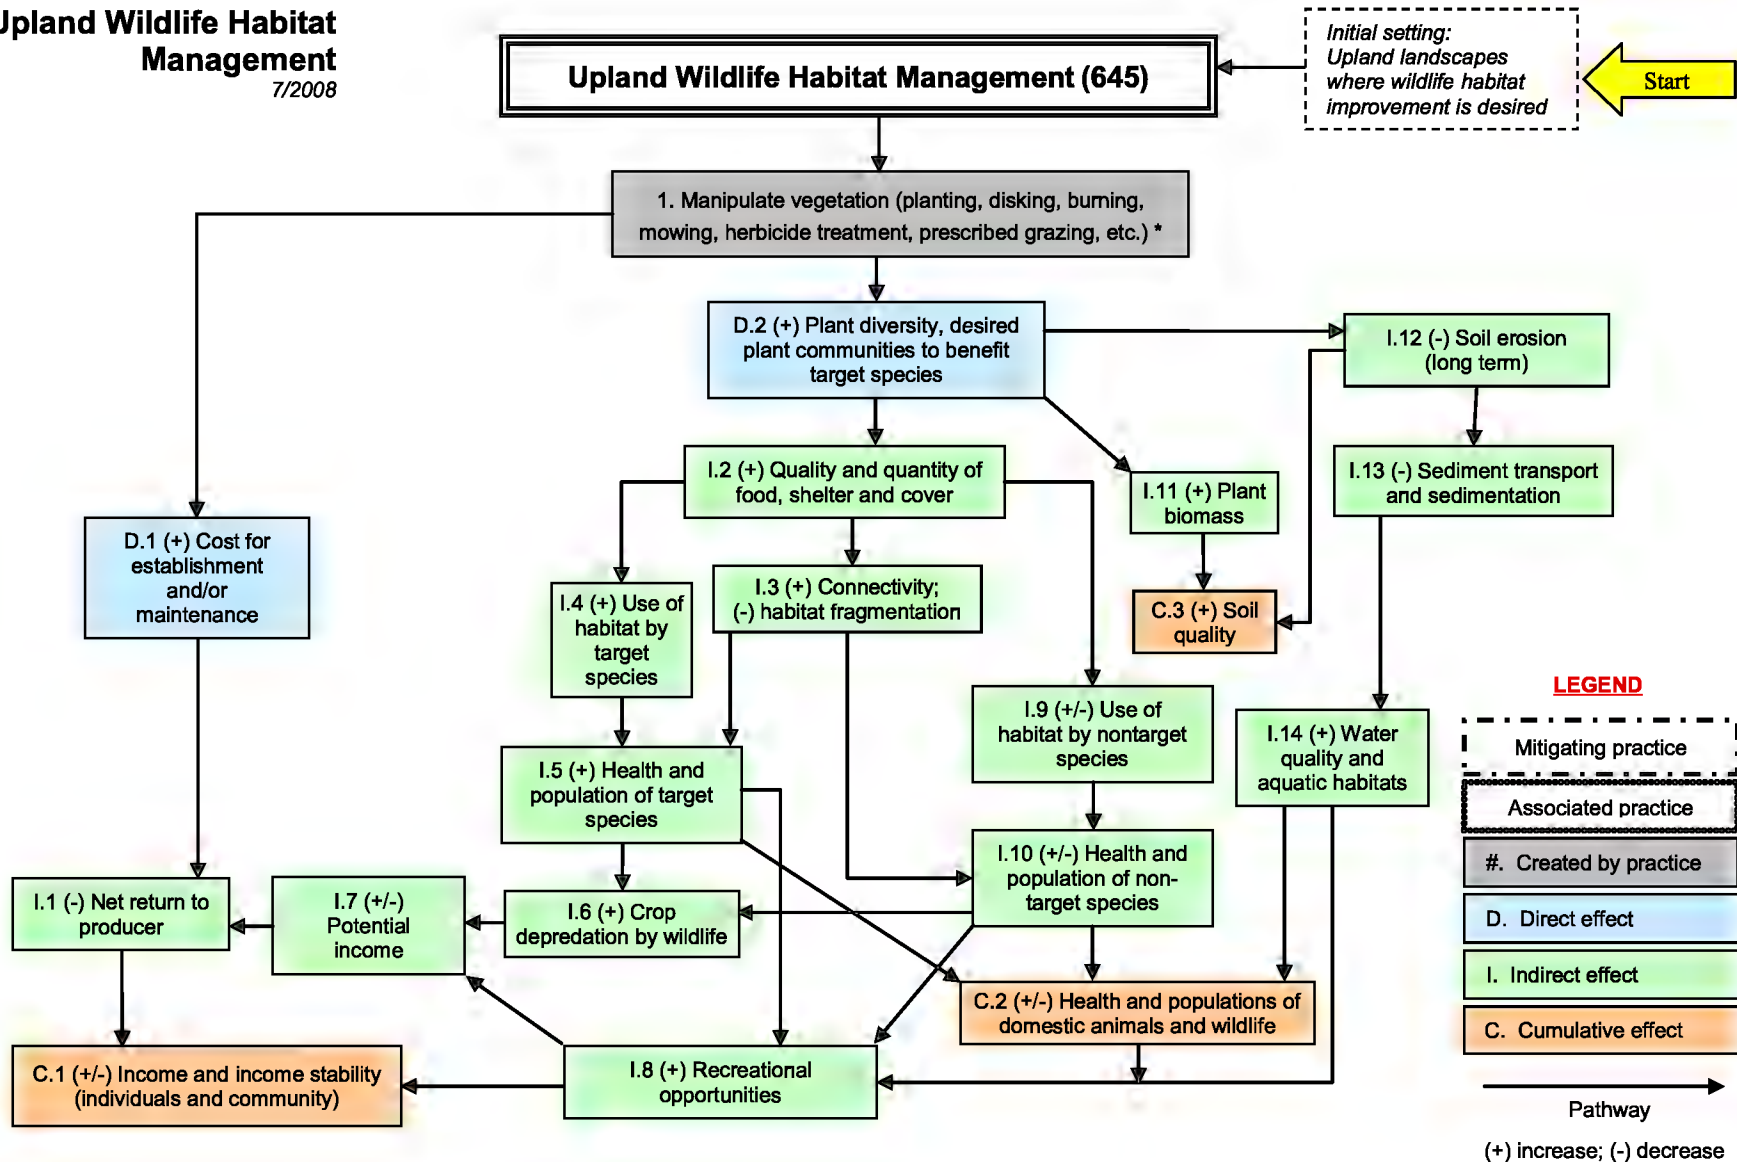 Upland Wildlife Habitat
Management
7/2008
Upland Wildlife Habitat Management (645)
Initial setting:
Upland landscapes
where wildlife habitat
improvement is desired
Start
1. Manipulate vegetation (planting, disking, burning,
mowing, herbicide treatment, prescribed grazing, etc.) *
D.2 (+) Plant diversity, desired
plant communities to benefit
target species
I.12 (-) Soil erosion
(long term)
I.2 (+) Quality and quantity of
food, shelter and cover
I.11 (+) Plant
biomass
I.13 (-) Sediment transport
and sedimentation
D.1 (+) Cost for
establishment
and/or
maintenance
I.4 (+) Use of
habitat by
target
species
I.3 (+) Connectivity;
(-) habitat fragmentation
C.3 (+) Soil
quality
I.9 (+/-) Use of
habitat by nontarget
species
I.14 (+) Water
quality and
aquatic habitats
I.5 (+) Health and
population of target
species
I.10 (+/-) Health and
population of non-
target species
I.1 (-) Net return to
producer
I.7 (+/-)
Potential
income
I.6 (+) Crop
depredation by wildlife
C.2 (+/-) Health and populations of
domestic animals and wildlife
C.1 (+/-) Income and income stability
(individuals and community)
I.8 (+) Recreational
opportunities
LEGEND
Mitigating practice
Associated practice
#. Created by practice
D. Direct effect
I. Indirect effect
C. Cumulative effect
Pathway
(+) increase; (-) decrease